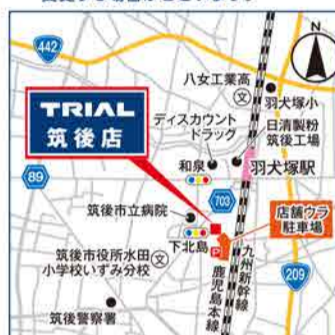 442
N
八女工業高
文
羽犬塚小
TRIAL
筑後店
ディスカウント
ドラッグ
日清製粉
筑後工場
和泉
羽犬塚駅
89
703
筑後市立病院
店舗ウラ
駐車場
下北島
P
筑後市役所水田
小学校いずみ分校
文
九州新幹線
鹿児島本線
209
筑後警察署